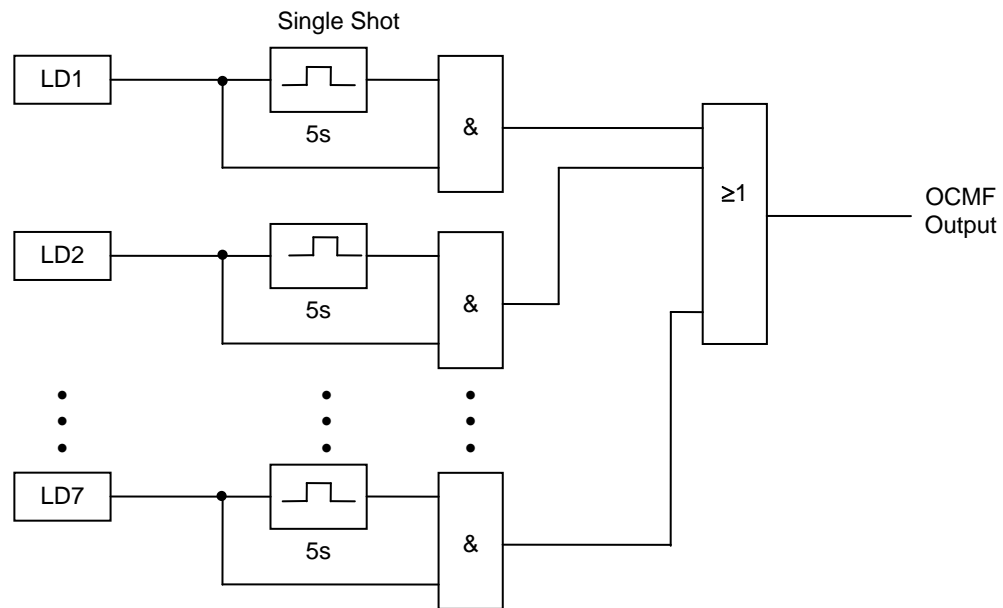 Single Shot
LD1
5s
&
≥1
OCMF
Output
LD2
5s
&
LD7
5s
&